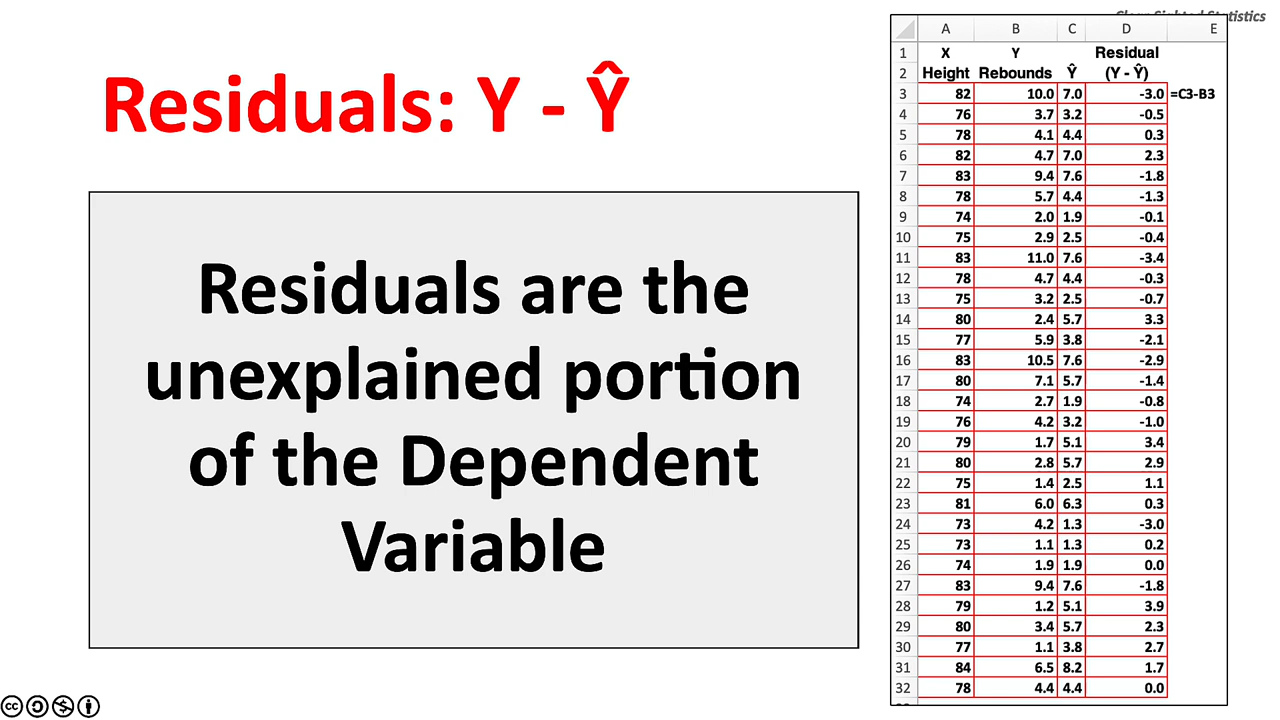 Clear-Sighted Statistics
Residuals: Y - Ŷ
Residuals are the
unexplained portion
of the Dependent
Variable
A B C D E
1 X Y Residual
2 Height Rebounds Ŷ (Y - Ŷ)
3 82 10.0 7.0 -3.0 =C3-B3
4 76 3.7 3.2 -0.5
5 78 4.1 4.4 0.3
6 82 4.7 7.0 2.3
7 83 9.4 7.6 -1.8
8 78 5.7 4.4 -1.3
9 74 2.0 1.9 -0.1
10 75 2.9 2.5 -0.4
11 83 11.0 7.6 -3.4
12 78 4.7 4.4 -0.3
13 75 3.2 2.5 -0.7
14 80 2.4 5.7 3.3
15 77 5.9 3.8 -2.1
16 83 10.5 7.6 -2.9
17 80 7.1 5.7 -1.4
18 74 2.7 1.9 -0.8
19 76 4.2 3.2 -1.0
20 79 1.7 5.1 3.4
21 80 2.8 5.7 2.9
22 75 1.4 2.5 1.1
23 81 6.0 6.3 0.3
24 73 4.2 1.3 -3.0
25 73 1.1 1.3 0.2
26 74 1.9 1.9 0.0
27 83 9.4 7.6 -1.8
28 79 1.2 5.1 3.9
29 80 3.4 5.7 2.3
30 77 1.1 3.8 2.7
31 84 6.5 8.2 1.7
32 78 4.4 4.4 0.0